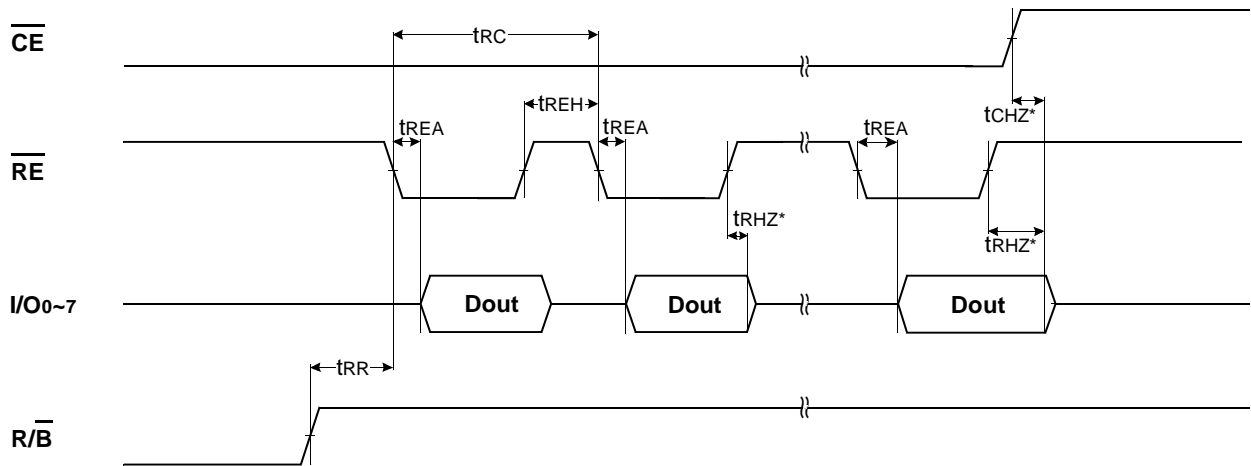 CE
tRC
tREH
tCHZ*
tREA
tREA
tREA
RE
tRHZ*
tRHZ*
I/O0~7
Dout
Dout
Dout
tRR
R/B